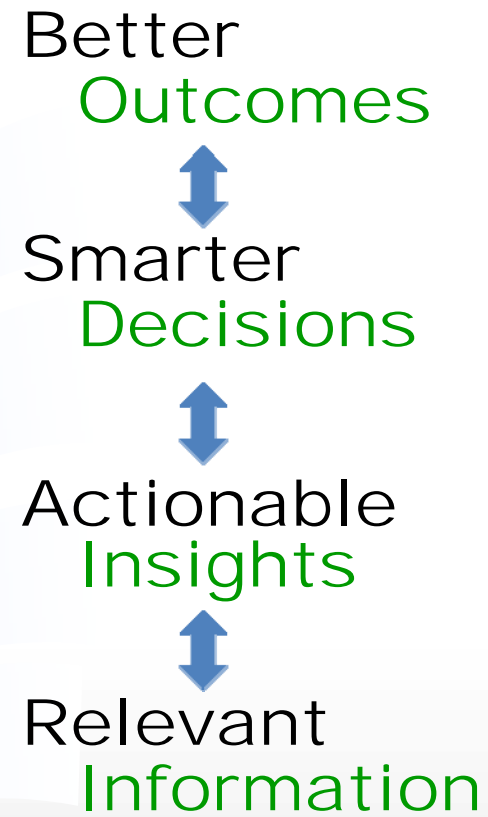 Better
Outcomes
Smarter
Decisions
Actionable
Insights
Relevant
Information